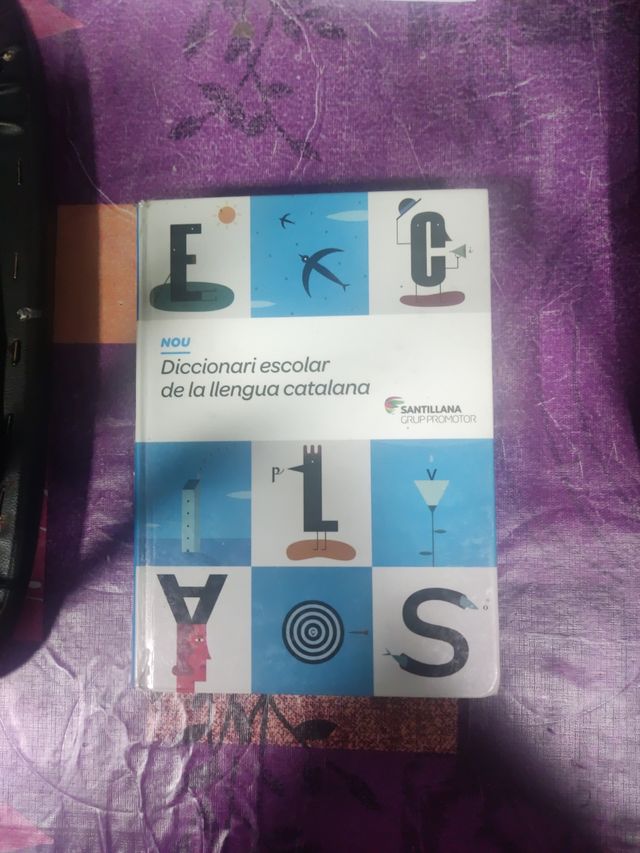 E
C
NOU
Diccionari escolar
de la llengua catalana
SANTILLANA
GRUP PROMOTOR
P
L
V
A
O
S